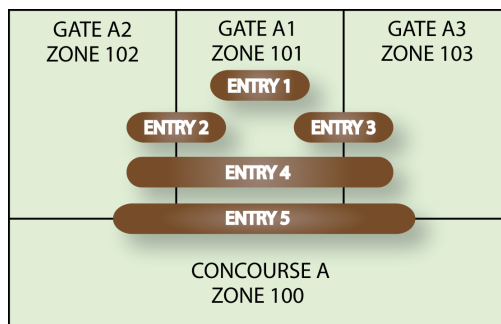 GATE A2
ZONE 102
GATE A1
ZONE 101
GATE A3
ZONE 103
ENTRY 1
ENTRY 2
ENTRY 3
ENTRY 4
ENTRY 5
CONCOURSE A
ZONE 100